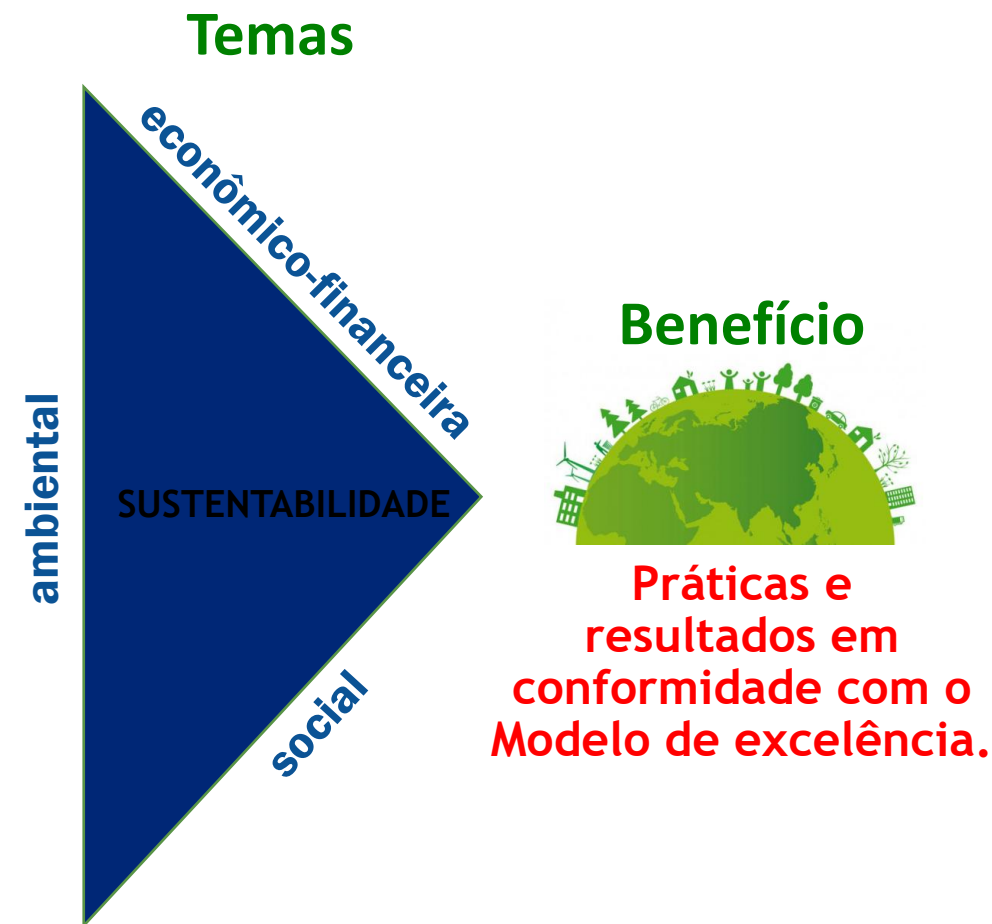 Temas
econômico-financeira
ambiental
SUSTENTABILIDADE
social
Benefício
Práticas e
resultados em
conformidade com o
Modelo de excelência.